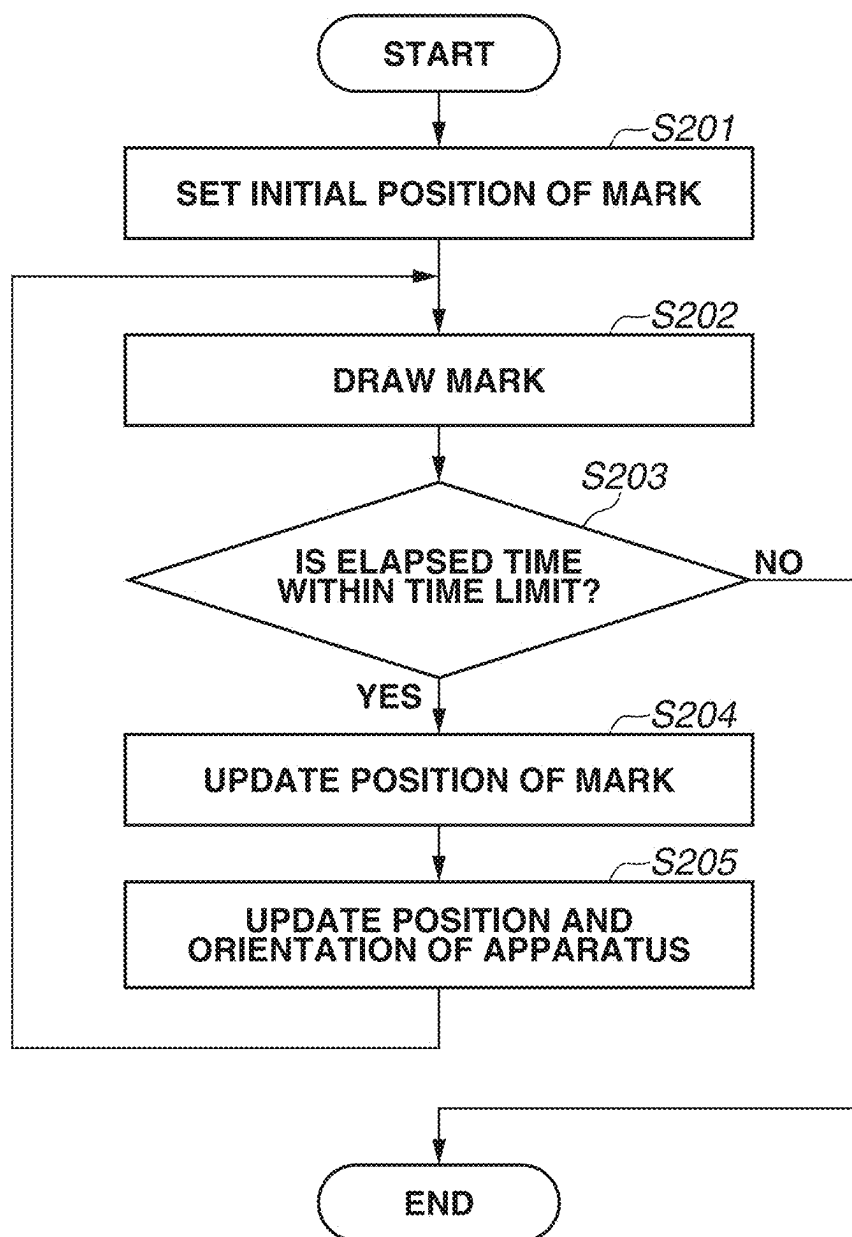 START
S201
SET INITIAL POSITION OF MARK
S202
DRAW MARK
S203
IS ELAPSED TIME
WITHIN TIME LIMIT?
NO
YES
S204
UPDATE POSITION OF MARK
S205
UPDATE POSITION AND
ORIENTATION OF APPARATUS
END